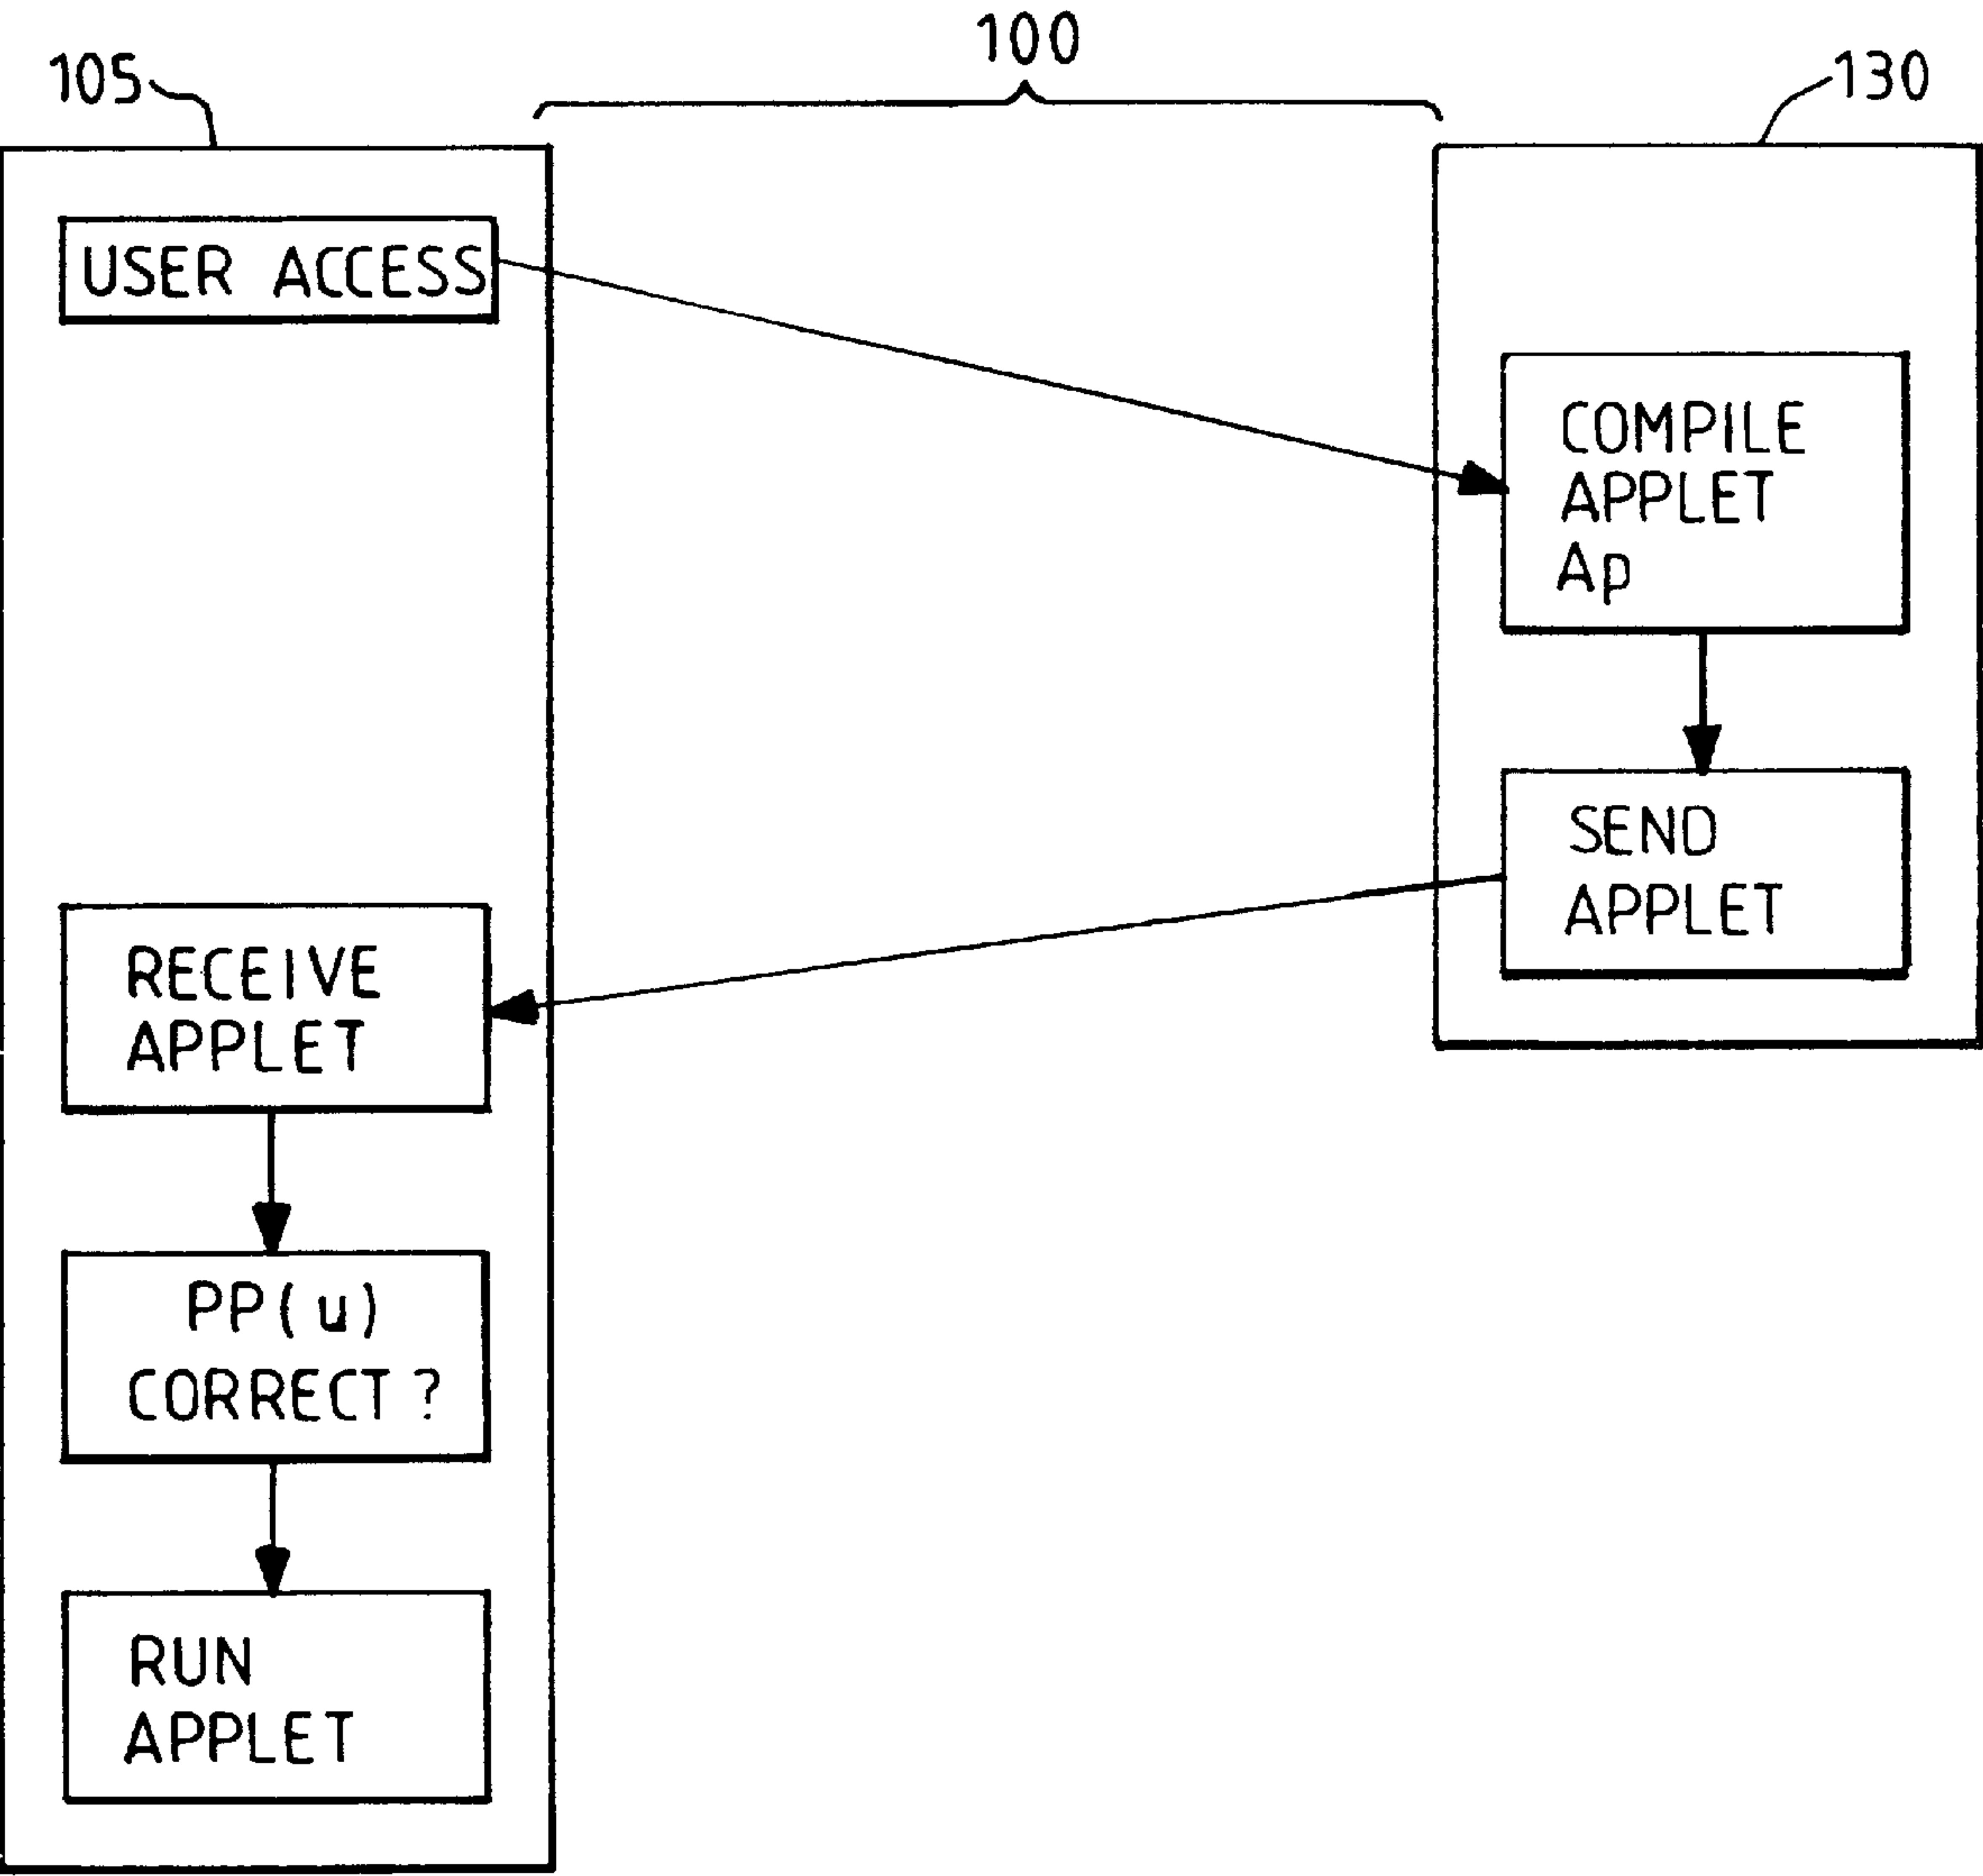 100
105
130
USER ACCESS
COMPILE
APPLET
Ap
SEND
APPLET
RECEIVE
APPLET
PP(u)
CORRECT ?
RUN
APPLET